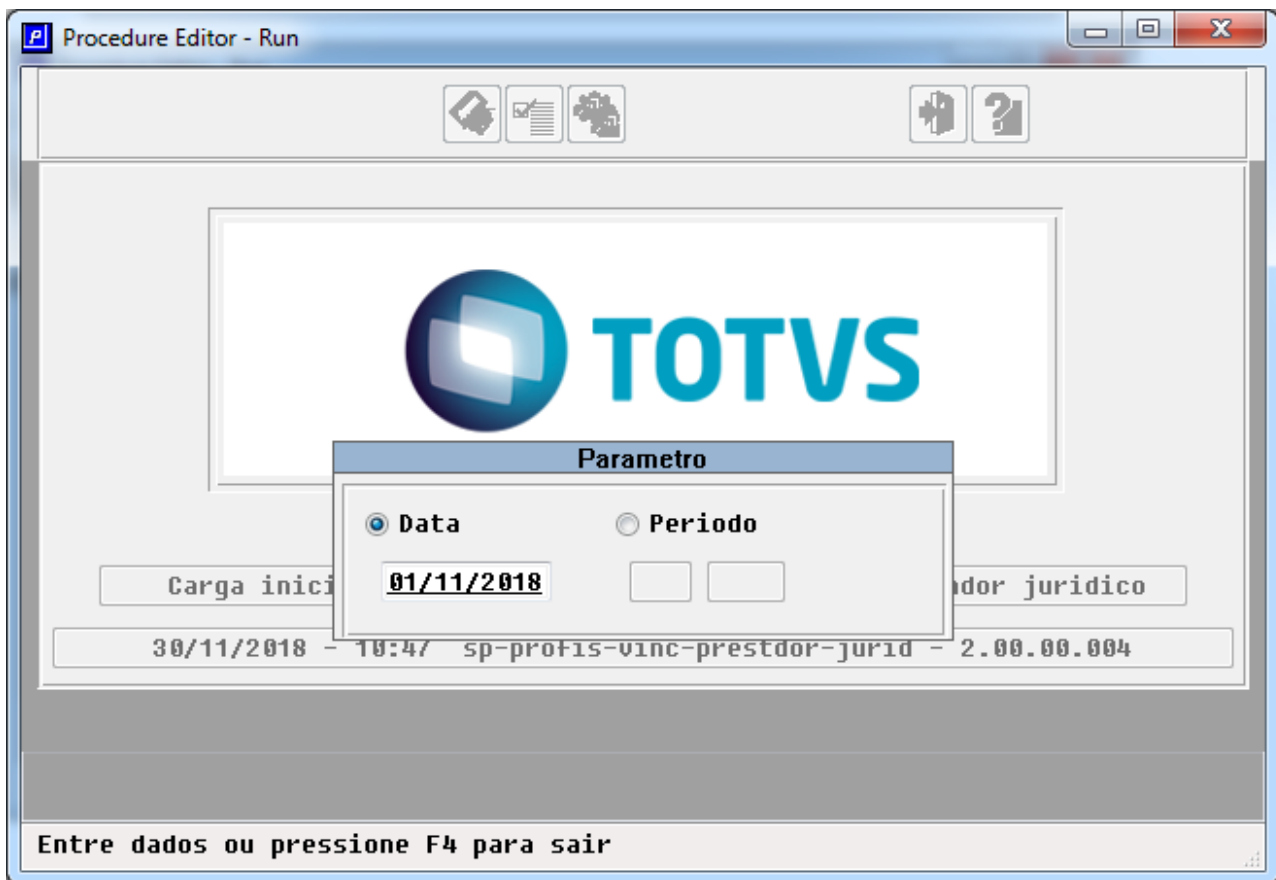 Procedure Editor - Run
TOTVS
Parametro
Data Periodo
01/11/2018
Carga inici dor juridico
30/11/2018 - 10:47 sp-profis-vinc-prestdor-jurid - 2.00.00.004
Entre dados ou pressione F4 para sair